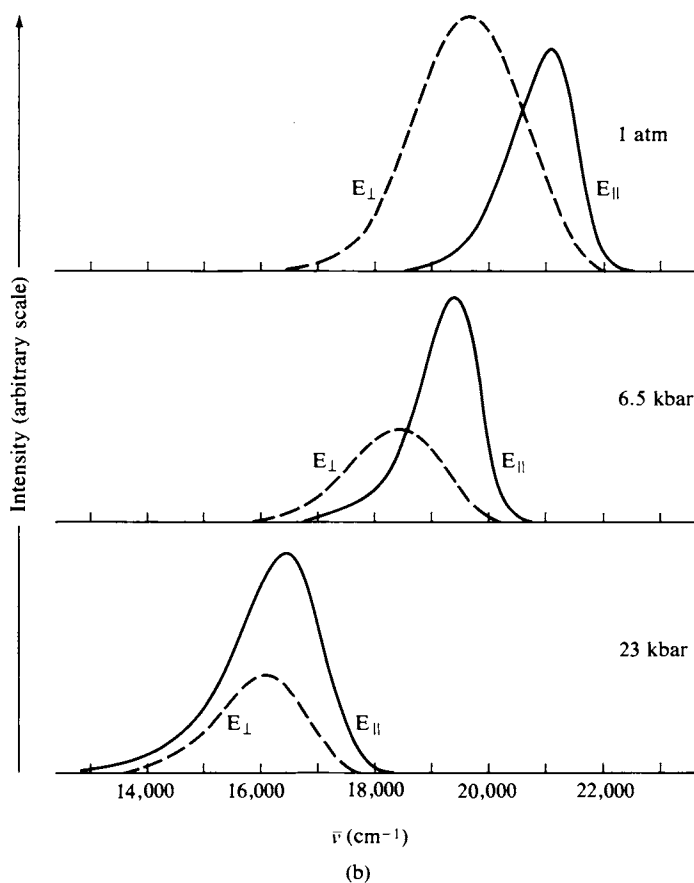 Intensity (arbitrary scale)
1 atm
E⊥
E||
6.5 kbar
E⊥
E||
23 kbar
E⊥
E||
14,000 16,000 18,000 20,000 22,000
ν̅ (cm⁻¹)
(b)